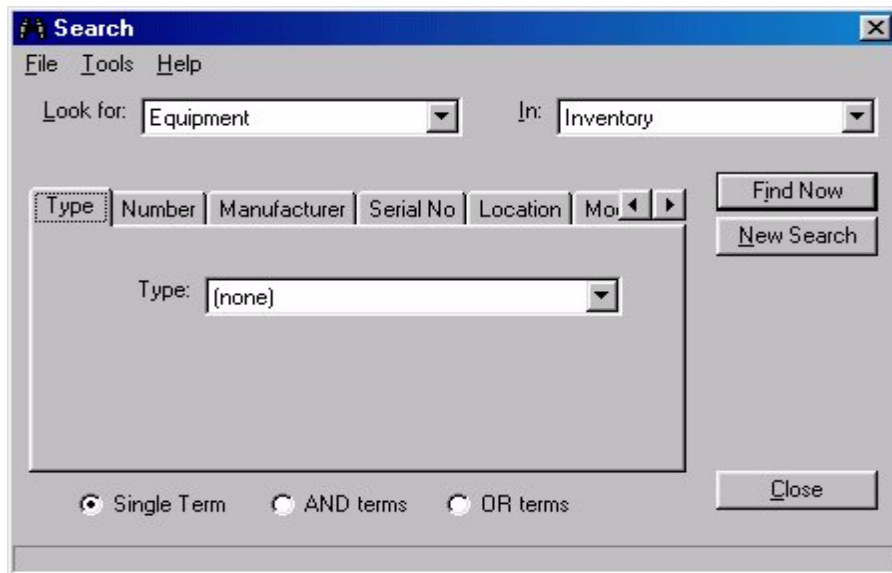 Search
File Tools Help
Look for: Equipment In: Inventory
Type Number Manufacturer Serial No Location
Find Now
New Search
Type: (none)
Single Term AND terms OR terms
Close